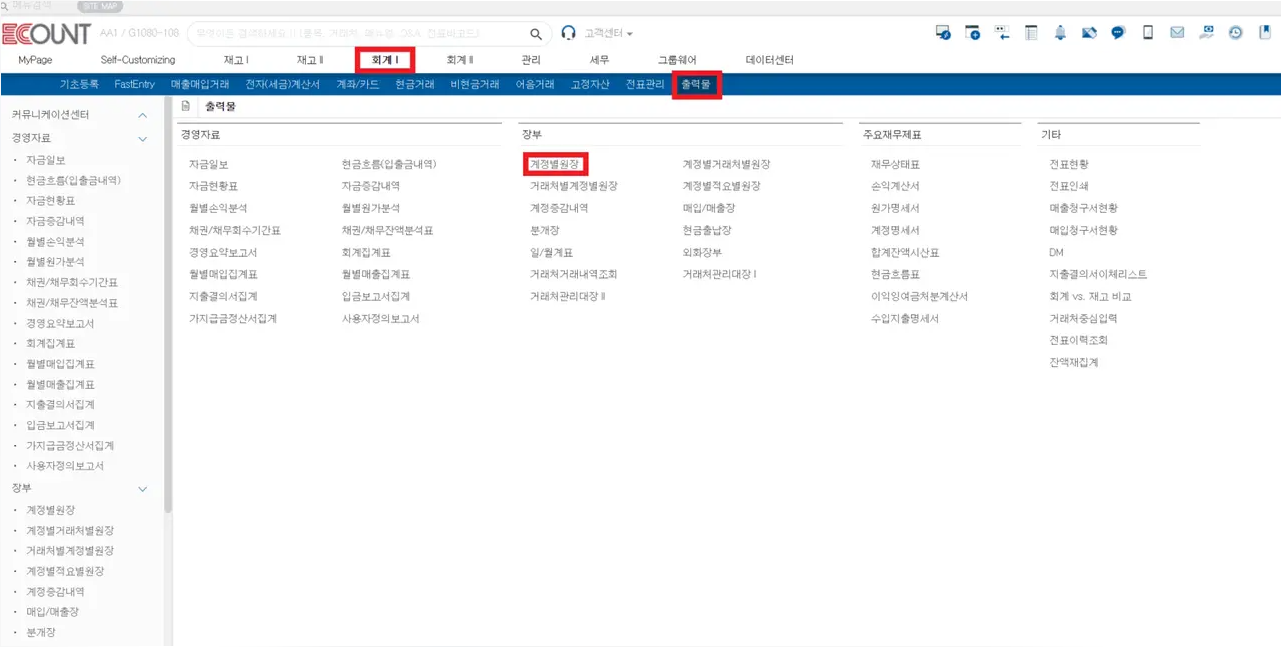 메뉴검색 SITE MAP
ECOUNT AA1 / G1080-108 고객센터
MyPage Self-Customizing 재고 I 재고 II 회계 I 회계 II 관리 세무 그룹웨어 데이터센터
기초등록 FastEntry 매출매입거래 전자(세금)계산서 계좌/카드 현금거래 비현금거래 어음거래 고정자산 전표관리 출력물
커뮤니케이션센터
경영자료
· 자금일보
· 현금흐름(입출금내역)
· 자금현황표
· 자금증감내역
· 월별손익분석
· 월별원가분석
· 채권/채무회수기간표
· 채권/채무잔액분석표
· 경영요약보고서
· 회계집계표
· 월별매입집계표
· 월별매출집계표
· 지출결의서집계
· 입금보고서집계
· 가지급금정산서집계
· 사용자정의보고서
장부
· 계정별원장
· 계정별거래처별원장
· 거래처별계정별원장
· 계정별적요별원장
· 계정증감내역
· 매입/매출장
· 분개장
출력물
경영자료 장부 주요재무제표 기타
자금일보 현금흐름(입출금내역) 계정별원장 계정별거래처별원장 재무상태표 전표현황
자금현황표 자금증감내역 거래처별계정별원장 계정별적요별원장 손익계산서 전표인쇄
월별손익분석 월별원가분석 계정증감내역 매입/매출장 원가명세서 매출청구서현황
채권/채무회수기간표 채권/채무잔액분석표 분개장 현금출납장 계정명세서 매입청구서현황
경영요약보고서 회계집계표 일/월계표 외화장부 합계잔액시산표 DM
월별매입집계표 월별매출집계표 거래처거래내역조회 거래처관리대장 I 현금흐름표 지출결의서이체리스트
지출결의서집계 입금보고서집계 거래처관리대장 II 이익잉여금처분계산서 회계 vs. 재고 비교
가지급금정산서집계 사용자정의보고서 수입지출명세서 거래처중심입력
전표이력조회
잔액재집계